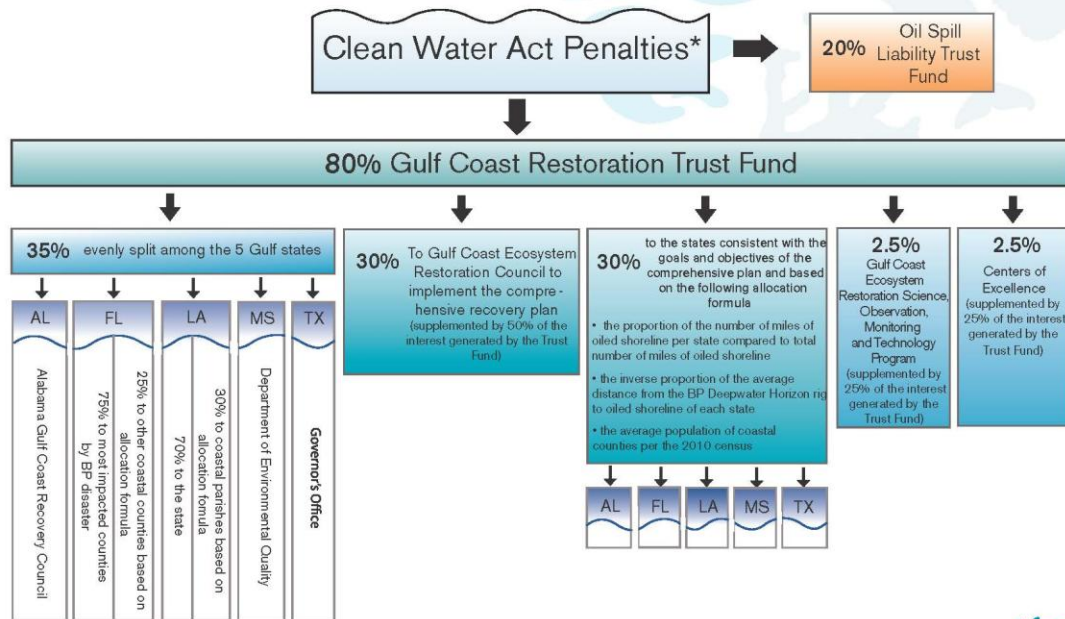 Clean Water Act Penalties*
20% Oil Spill
Liability Trust
Fund
80% Gulf Coast Restoration Trust Fund
35% evenly split among the 5 Gulf states
AL
FL
LA
MS
TX
Alabama Gulf Coast Recovery Council
25% to other coastal counties based on
allocation formula
75% to most impacted counties
by BP disaster
30% to coastal parishes based on
allocation fomula
70% to the state
Department of Environmental Quality
Governor's Office
30% To Gulf Coast Ecosystem
Restoration Council to
implement the compre-
hensive recovery plan
(supplemented by 50% of the
interest generated by the Trust
Fund)
30% to the states consistent with the
goals and objectives of the
comprehensive plan and based
on the following allocation
formula
• the proportion of the number of miles of
oiled shoreline per state compared to total
number of miles of oiled shoreline
• the inverse proportion of the average
distance from the BP Deepwater Horizon rig
to oiled shoreline of each state
• the average population of coastal
counties per the 2010 census
AL
FL
LA
MS
TX
2.5%
Gulf Coast
Ecosystem
Restoration Science,
Observation,
Monitoring
and Technology
Program
(supplemented by
25% of the interest
generated by the
Trust Fund)
2.5%
Centers of
Excellence
(supplemented by
25% of the interest
generated by the
Trust Fund)